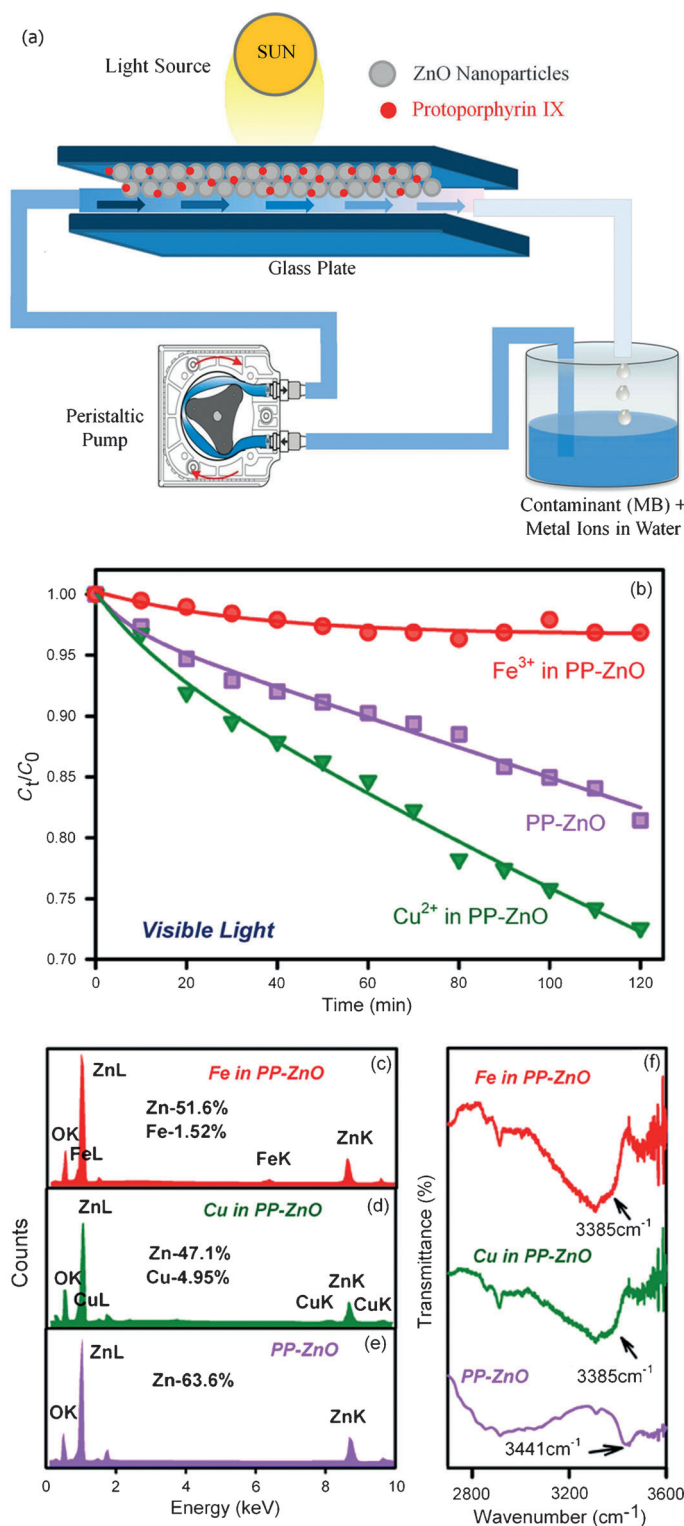 (a)
SUN
Light Source
ZnO Nanoparticles
Protoporphyrin IX
Glass Plate
Peristaltic
Pump
Contaminant (MB) +
Metal Ions in Water
(b)
1.00
0.95
0.90
0.85
0.80
0.75
0.70
Cₜ/C₀
Fe³⁺ in PP-ZnO
PP-ZnO
Cu²⁺ in PP-ZnO
Visible Light
0 20 40 60 80 100 120
Time (min)
(c)
ZnL
Fe in PP-ZnO
Zn-51.6%
Fe-1.52%
OK
FeL
FeK
ZnK
(d)
ZnL
Cu in PP-ZnO
Zn-47.1%
Cu-4.95%
OK
CuL
CuK
ZnK
CuK
(e)
ZnL
PP-ZnO
Zn-63.6%
OK
ZnK
Counts
0 2 4 6 8 10
Energy (keV)
(f)
Fe in PP-ZnO
3385cm⁻¹
Cu in PP-ZnO
3385cm⁻¹
PP-ZnO
3441cm⁻¹
Transmittance (%)
2800 3200 3600
Wavenumber (cm⁻¹)